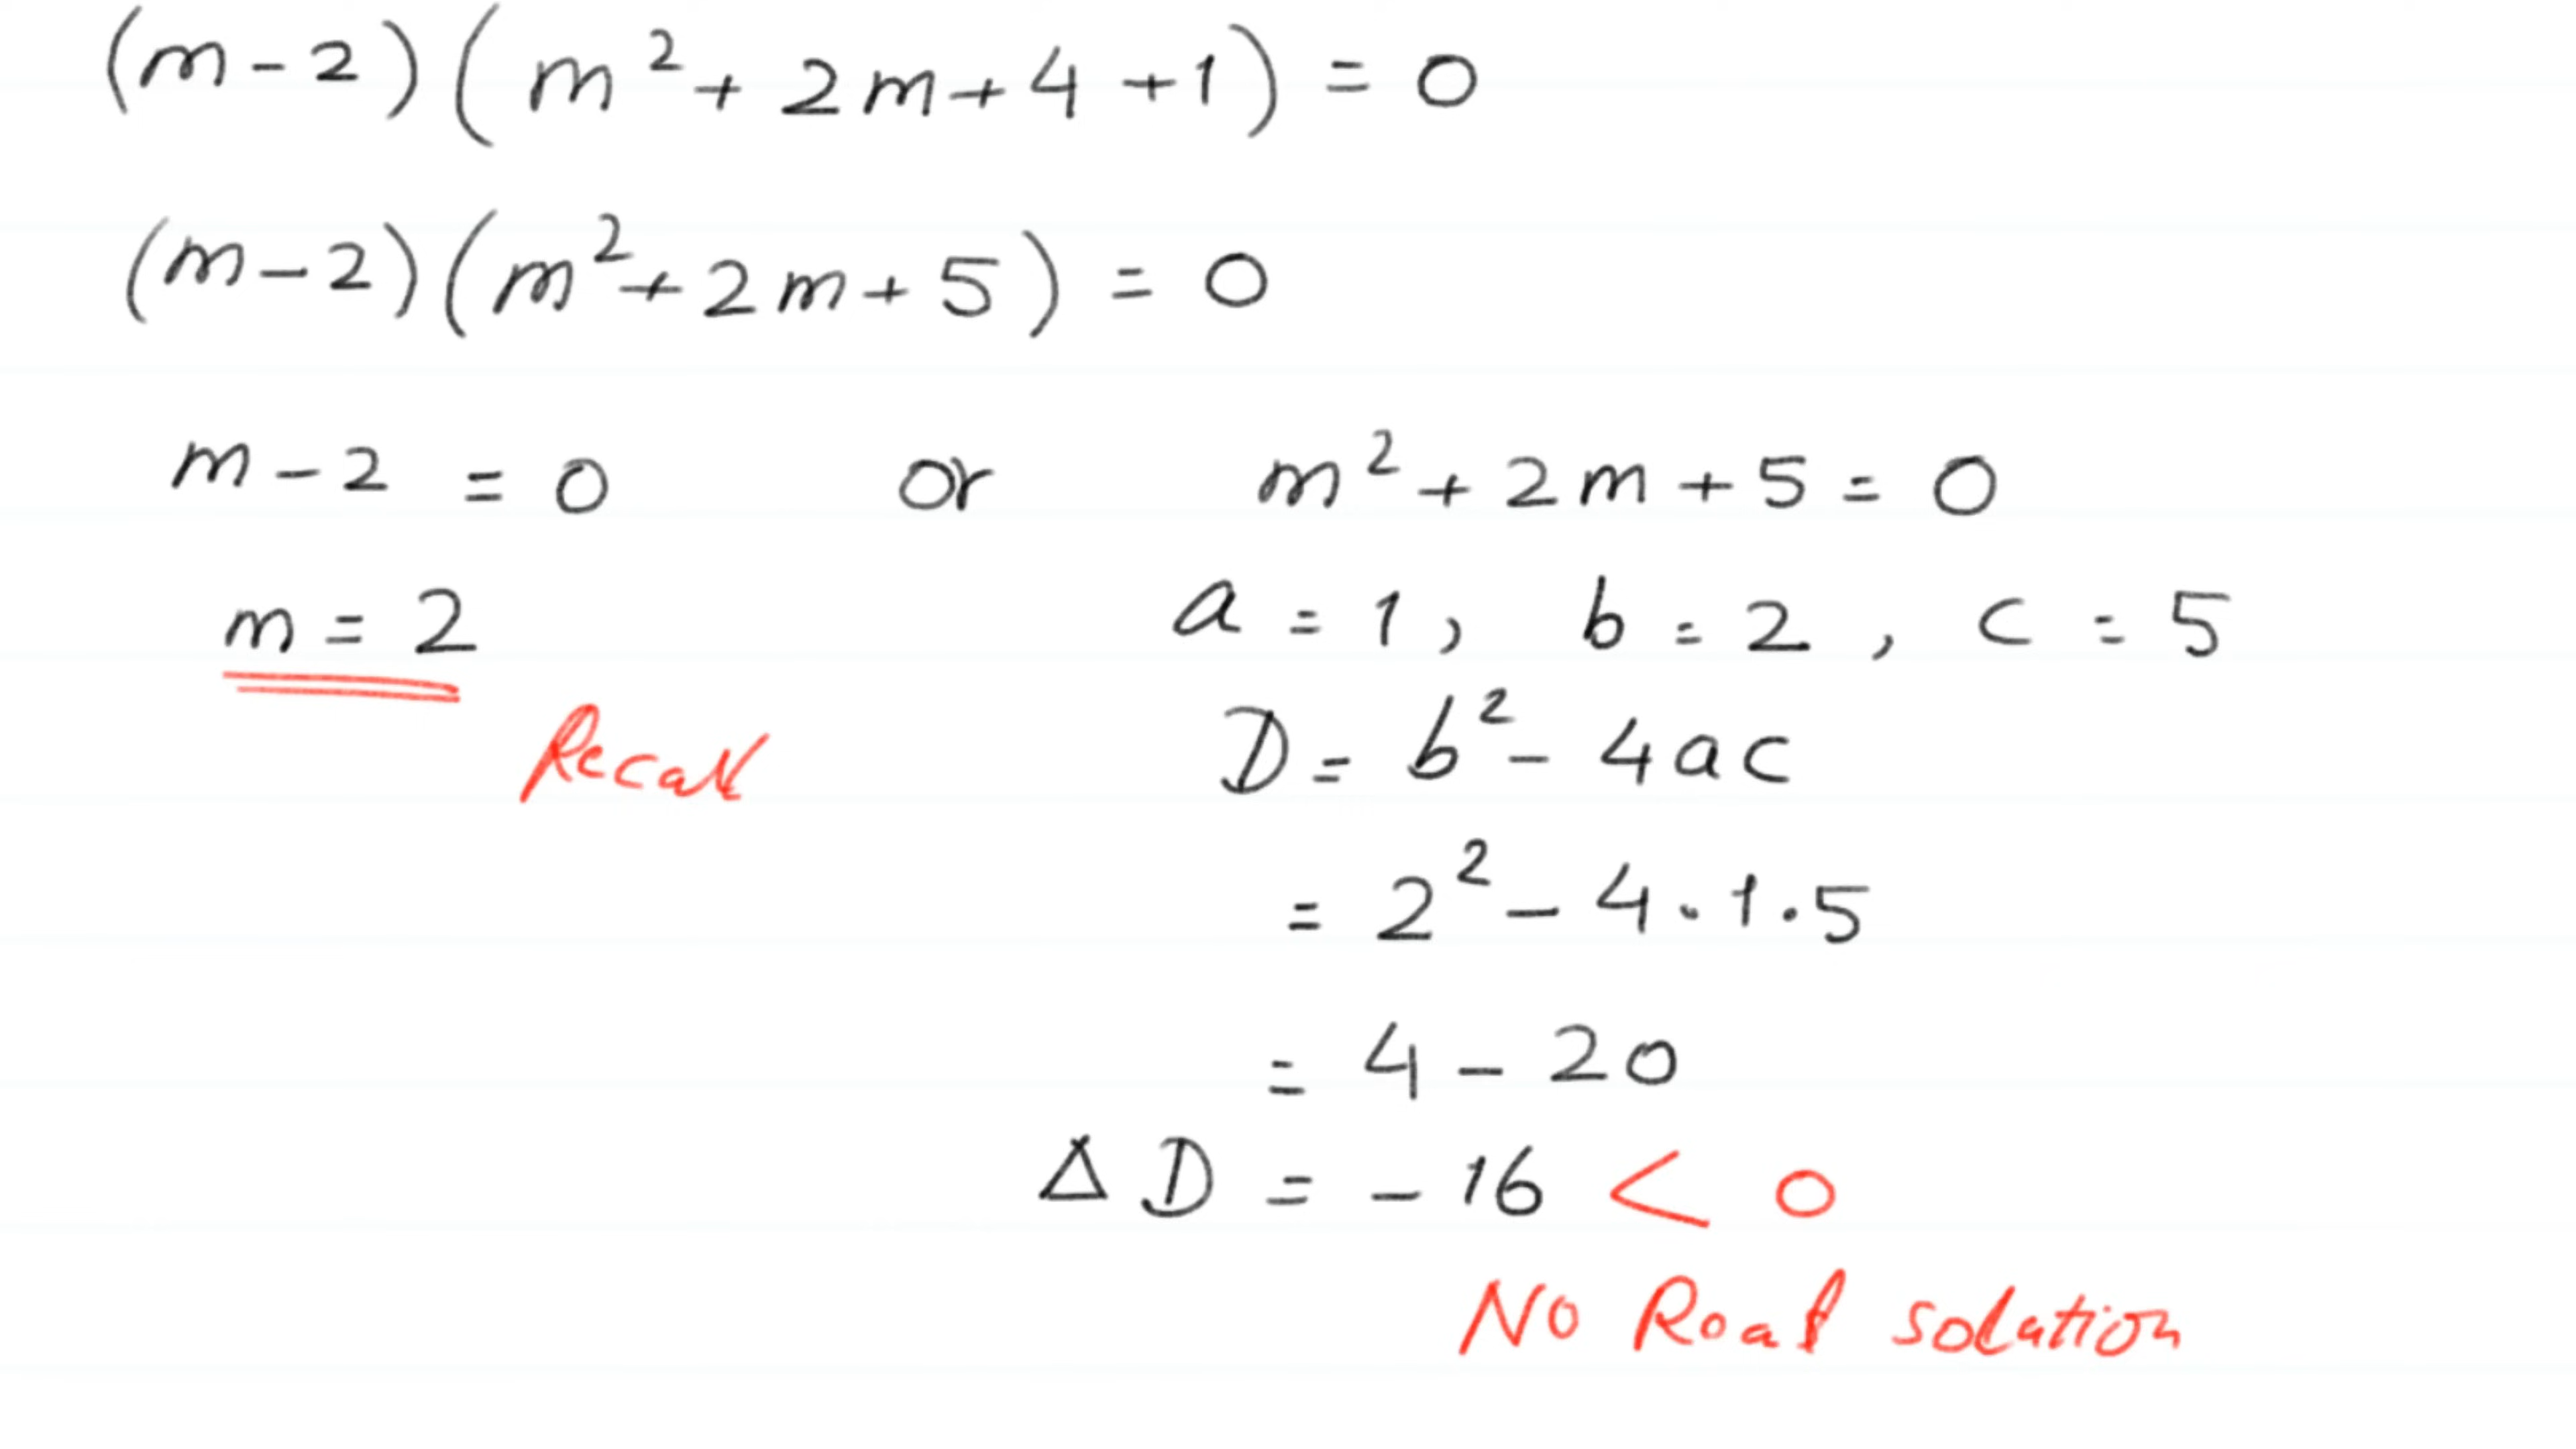 (m-2)(m²+2m+4+1)=0
(m-2)(m²+2m+5)=0
m-2=0 or m²+2m+5=0
m=2 a=1, b=2, c=5
Recall D=b²-4ac
=2²-4·1·5
=4-20
Δ D=-16<0
No Roal solution